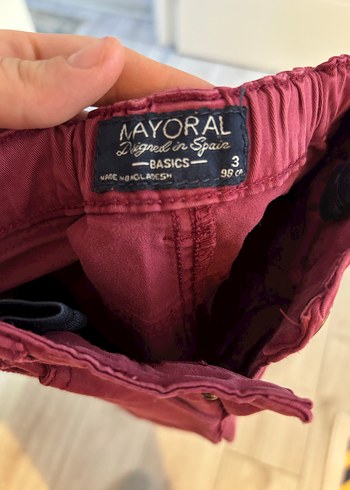 MAYORAL
Designed in Spain
BASICS
3
MADE IN BANGLADESH
98 cm